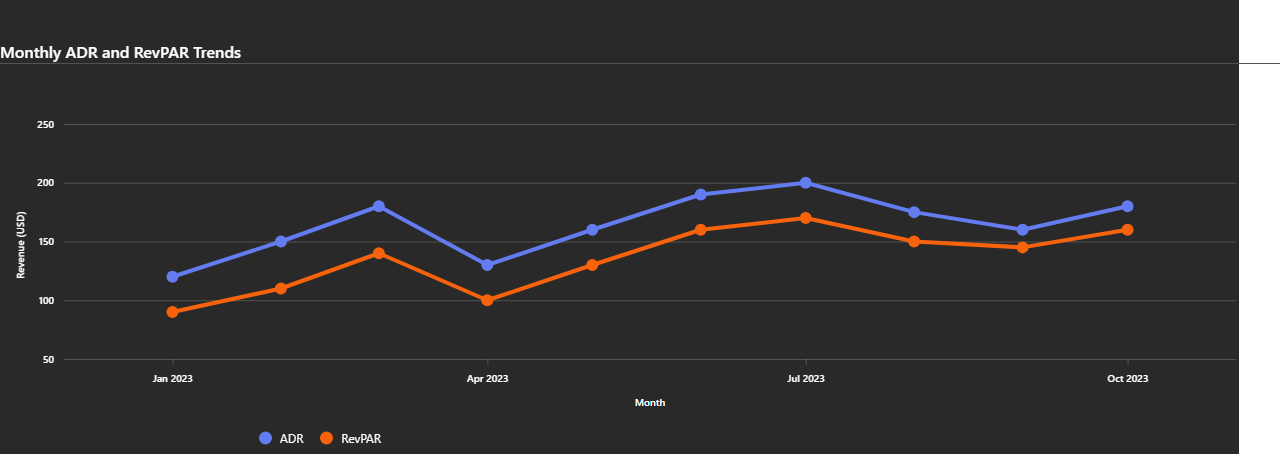 Monthly ADR and RevPAR Trends
250
200
150
100
50
Revenue (USD)
Jan 2023 Apr 2023 Jul 2023 Oct 2023
Month
ADR RevPAR